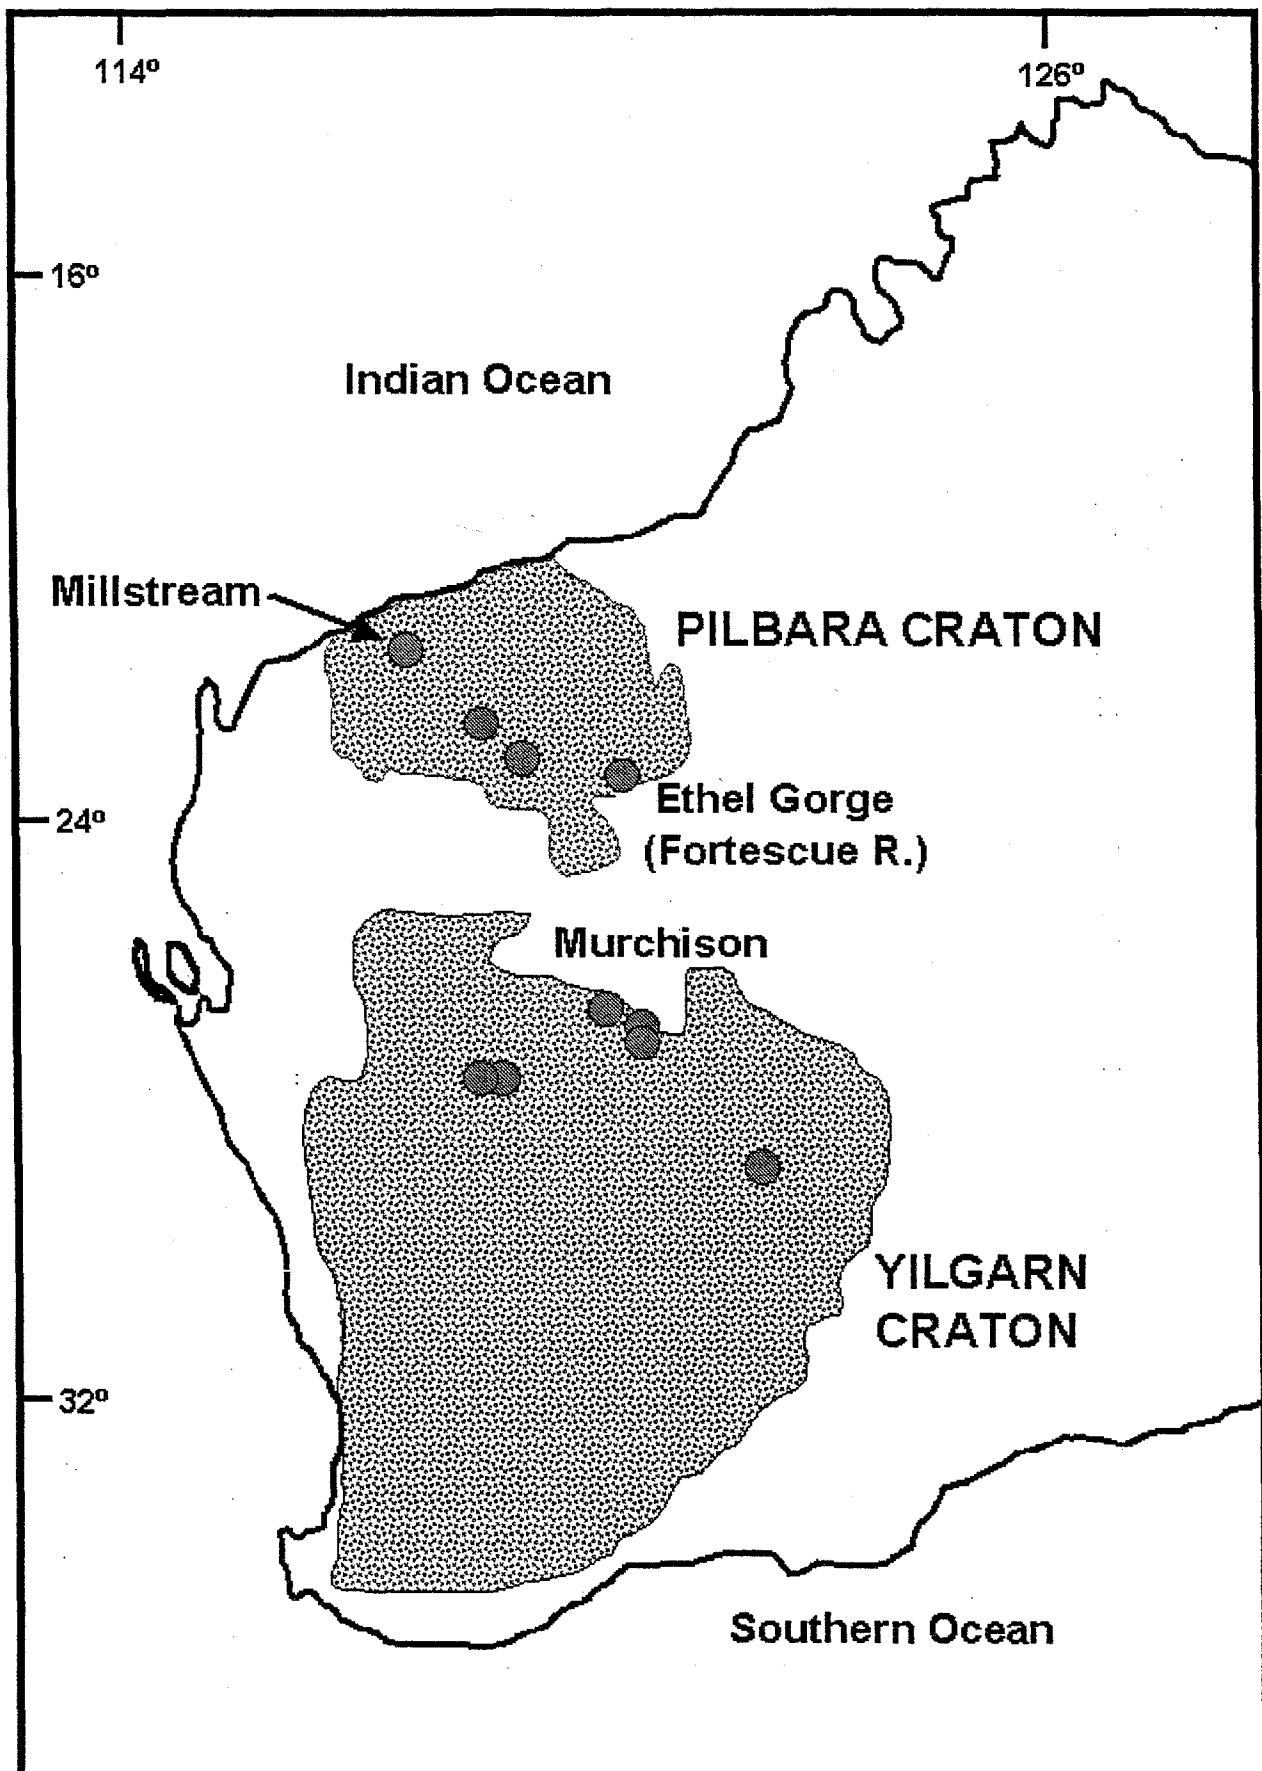 114º
126º
16º
Indian Ocean
Millstream
PILBARA CRATON
Ethel Gorge
24º
(Fortescue R.)
Murchison
YILGARN
CRATON
32º
Southern Ocean